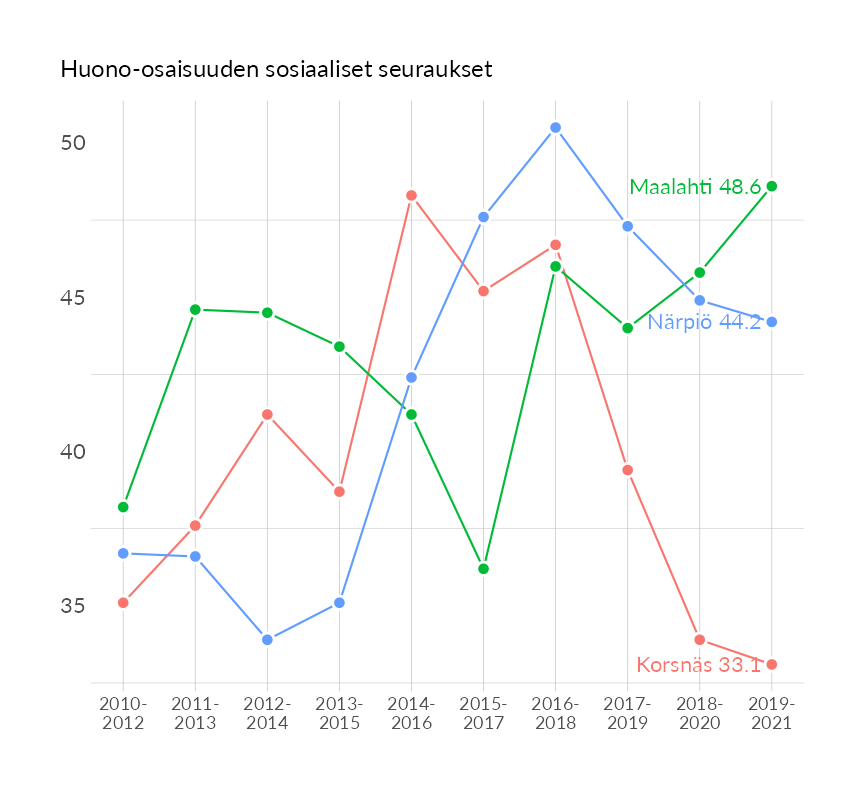 Huono-osaisuuden sosiaaliset seuraukset
50
Maalahti 48.6
45
Närpiö 44.2
40
35
Korsnäs 33.1
2010- 2011- 2012- 2013- 2014- 2015- 2016- 2017- 2018- 2019-
2012 2013 2014 2015 2016 2017 2018 2019 2020 2021